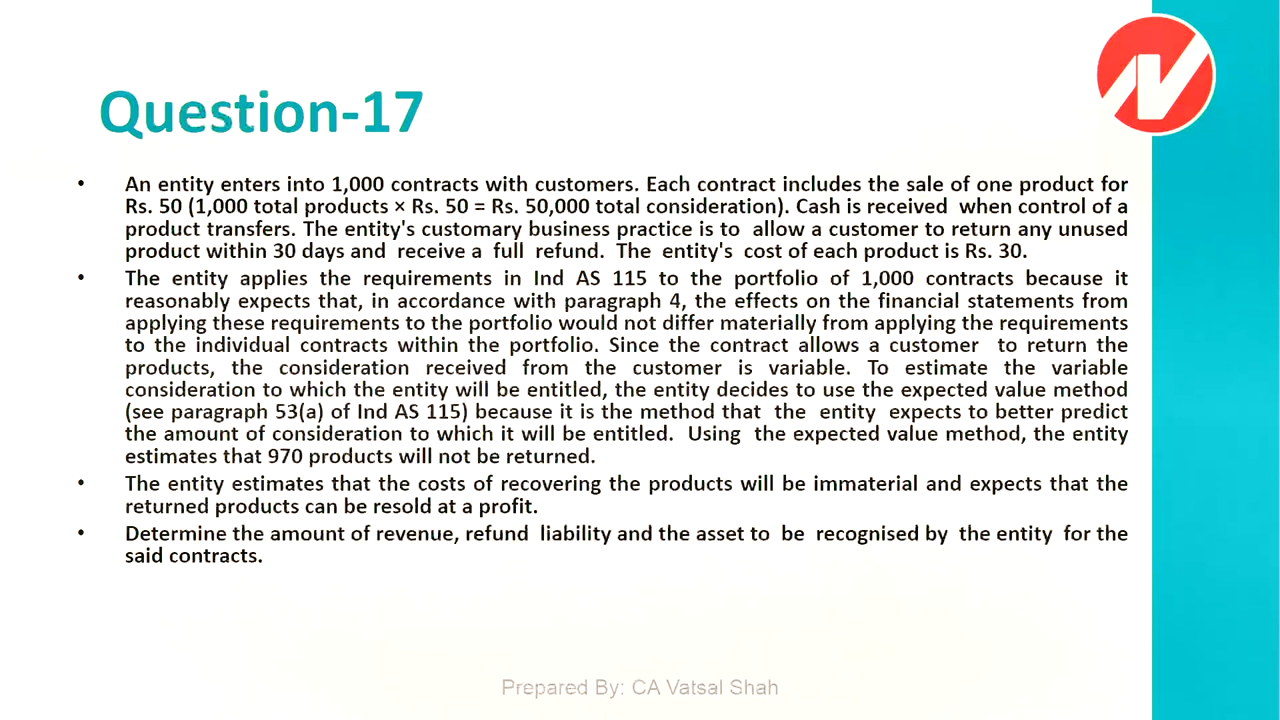 Question-17
• An entity enters into 1,000 contracts with customers. Each contract includes the sale of one product for
Rs. 50 (1,000 total products × Rs. 50 = Rs. 50,000 total consideration). Cash is received when control of a
product transfers. The entity's customary business practice is to allow a customer to return any unused
product within 30 days and receive a full refund. The entity's cost of each product is Rs. 30.
• The entity applies the requirements in Ind AS 115 to the portfolio of 1,000 contracts because it
reasonably expects that, in accordance with paragraph 4, the effects on the financial statements from
applying these requirements to the portfolio would not differ materially from applying the requirements
to the individual contracts within the portfolio. Since the contract allows a customer to return the
products, the consideration received from the customer is variable. To estimate the variable
consideration to which the entity will be entitled, the entity decides to use the expected value method
(see paragraph 53(a) of Ind AS 115) because it is the method that the entity expects to better predict
the amount of consideration to which it will be entitled. Using the expected value method, the entity
estimates that 970 products will not be returned.
• The entity estimates that the costs of recovering the products will be immaterial and expects that the
returned products can be resold at a profit.
• Determine the amount of revenue, refund liability and the asset to be recognised by the entity for the
said contracts.
Prepared By: CA Vatsal Shah